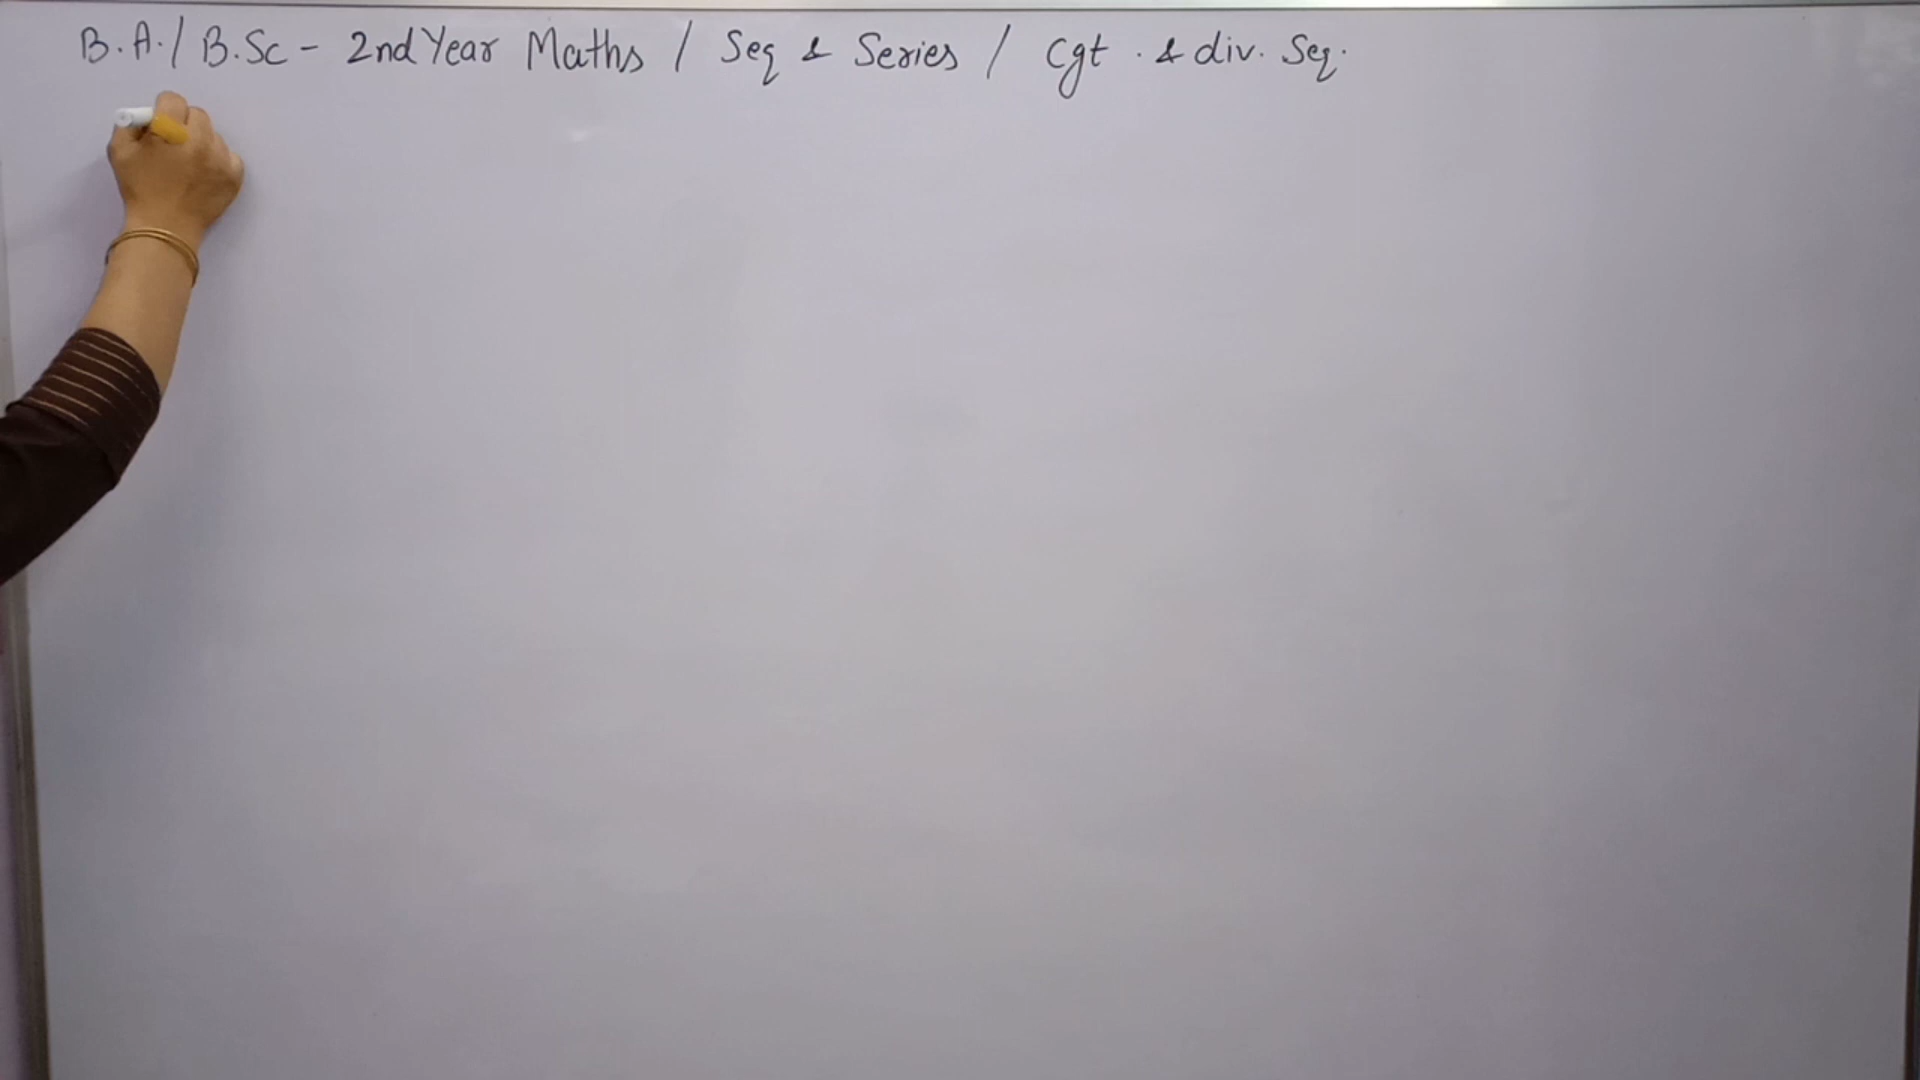 B.A./ B.Sc - 2nd Year Maths / Seq & Series / Cgt . & div. Seq.